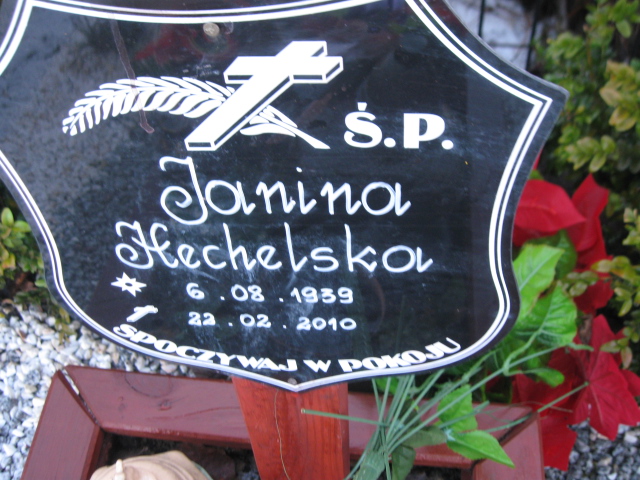 Ś.P.
Janina
Hechelska
6.08.1939
22.02.2010
SPOCZYWAJ W POKOJU